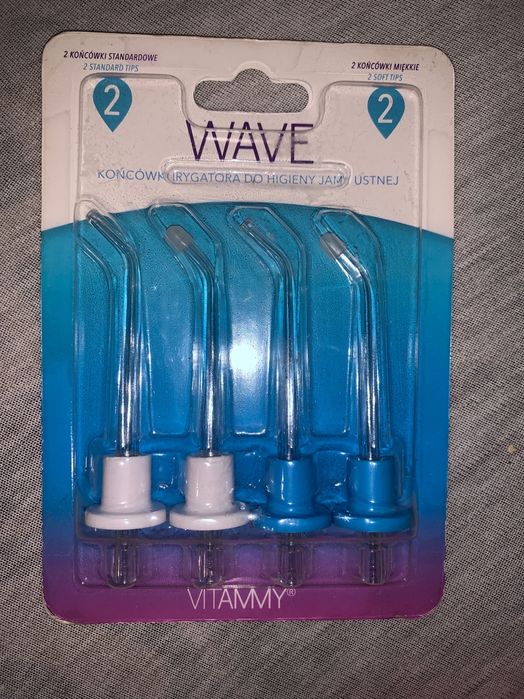 2 KOŃCÓWKI STANDARDOWE
2 STANDARD TIPS
2 KOŃCÓWKI MIĘKKIE
2 SOFT TIPS
2
2
WAVE
KOŃCÓWKI IRYGATORA DO HIGIENY JAMY USTNEJ
VITAMMY®